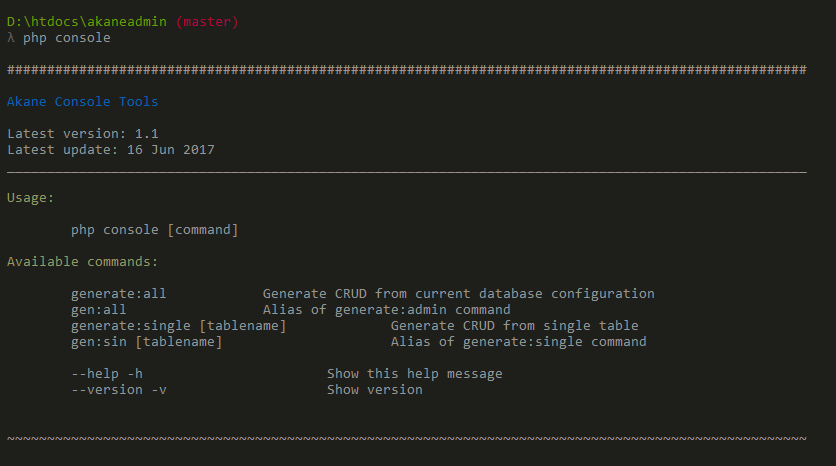 D:\htdocs\akaneadmin (master)
λ php console
####################################################################################################
Akane Console Tools
Latest version: 1.1
Latest update: 16 Jun 2017
____________________________________________________________________________________________________
Usage:
php console [command]
Available commands:
generate:all Generate CRUD from current database configuration
gen:all Alias of generate:admin command
generate:single [tablename] Generate CRUD from single table
gen:sin [tablename] Alias of generate:single command
--help -h Show this help message
--version -v Show version
~~~~~~~~~~~~~~~~~~~~~~~~~~~~~~~~~~~~~~~~~~~~~~~~~~~~~~~~~~~~~~~~~~~~~~~~~~~~~~~~~~~~~~~~~~~~~~~~~~~~